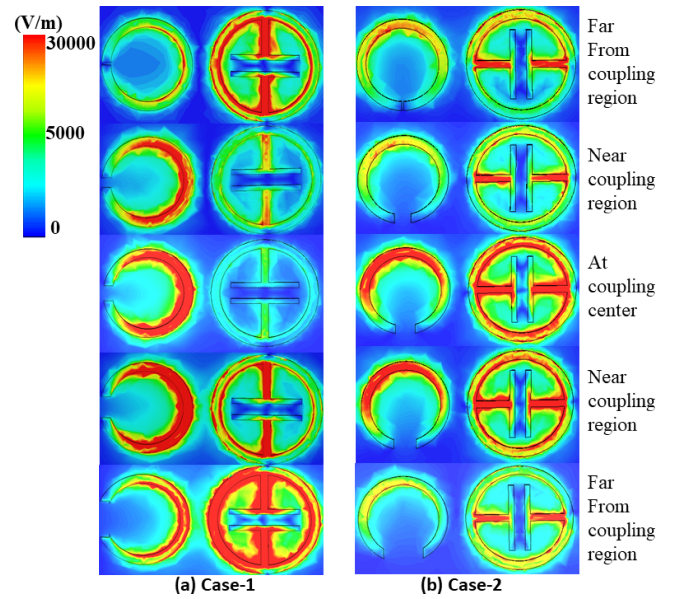 (V/m)
30000
5000
0
Far
From
coupling
region
Near
coupling
region
At
coupling
center
Near
coupling
region
Far
From
coupling
region
(a) Case-1
(b) Case-2